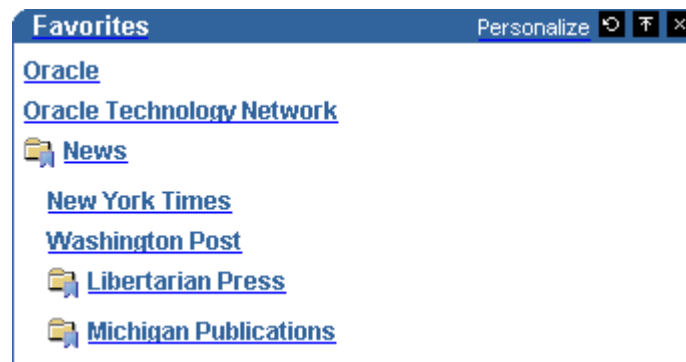 Favorites Personalize
Oracle
Oracle Technology Network
News
New York Times
Washington Post
Libertarian Press
Michigan Publications